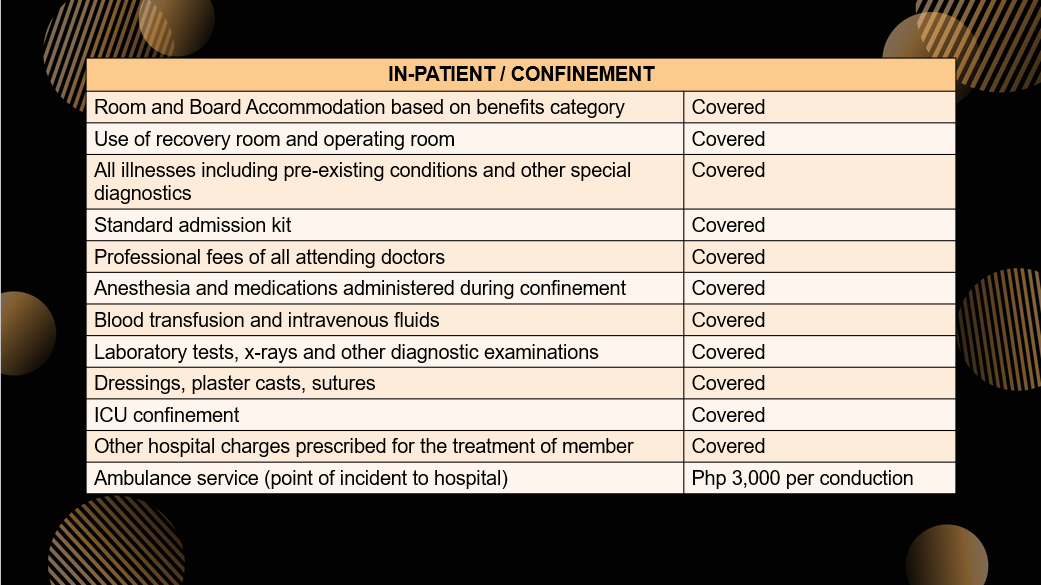 IN-PATIENT / CONFINEMENT
Room and Board Accommodation based on benefits category Covered
Use of recovery room and operating room Covered
All illnesses including pre-existing conditions and other special Covered
diagnostics
Standard admission kit Covered
Professional fees of all attending doctors Covered
Anesthesia and medications administered during confinement Covered
Blood transfusion and intravenous fluids Covered
Laboratory tests, x-rays and other diagnostic examinations Covered
Dressings, plaster casts, sutures Covered
ICU confinement Covered
Other hospital charges prescribed for the treatment of member Covered
Ambulance service (point of incident to hospital) Php 3,000 per conduction